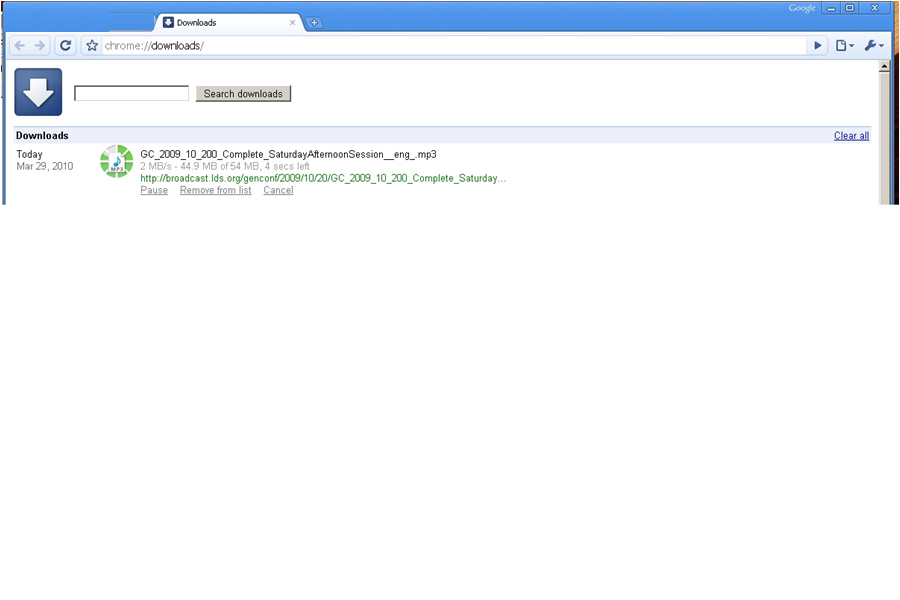 Google
Downloads
chrome://downloads/
Search downloads
Downloads Clear all
Today GC_2009_10_200_Complete_SaturdayAfternoonSession__eng_.mp3
Mar 29, 2010 2 MB/s - 44.9 MB of 54 MB, 4 secs left
MP3
http://broadcast.lds.org/genconf/2009/10/20/GC_2009_10_200_Complete_Saturday...
Pause Remove from list Cancel